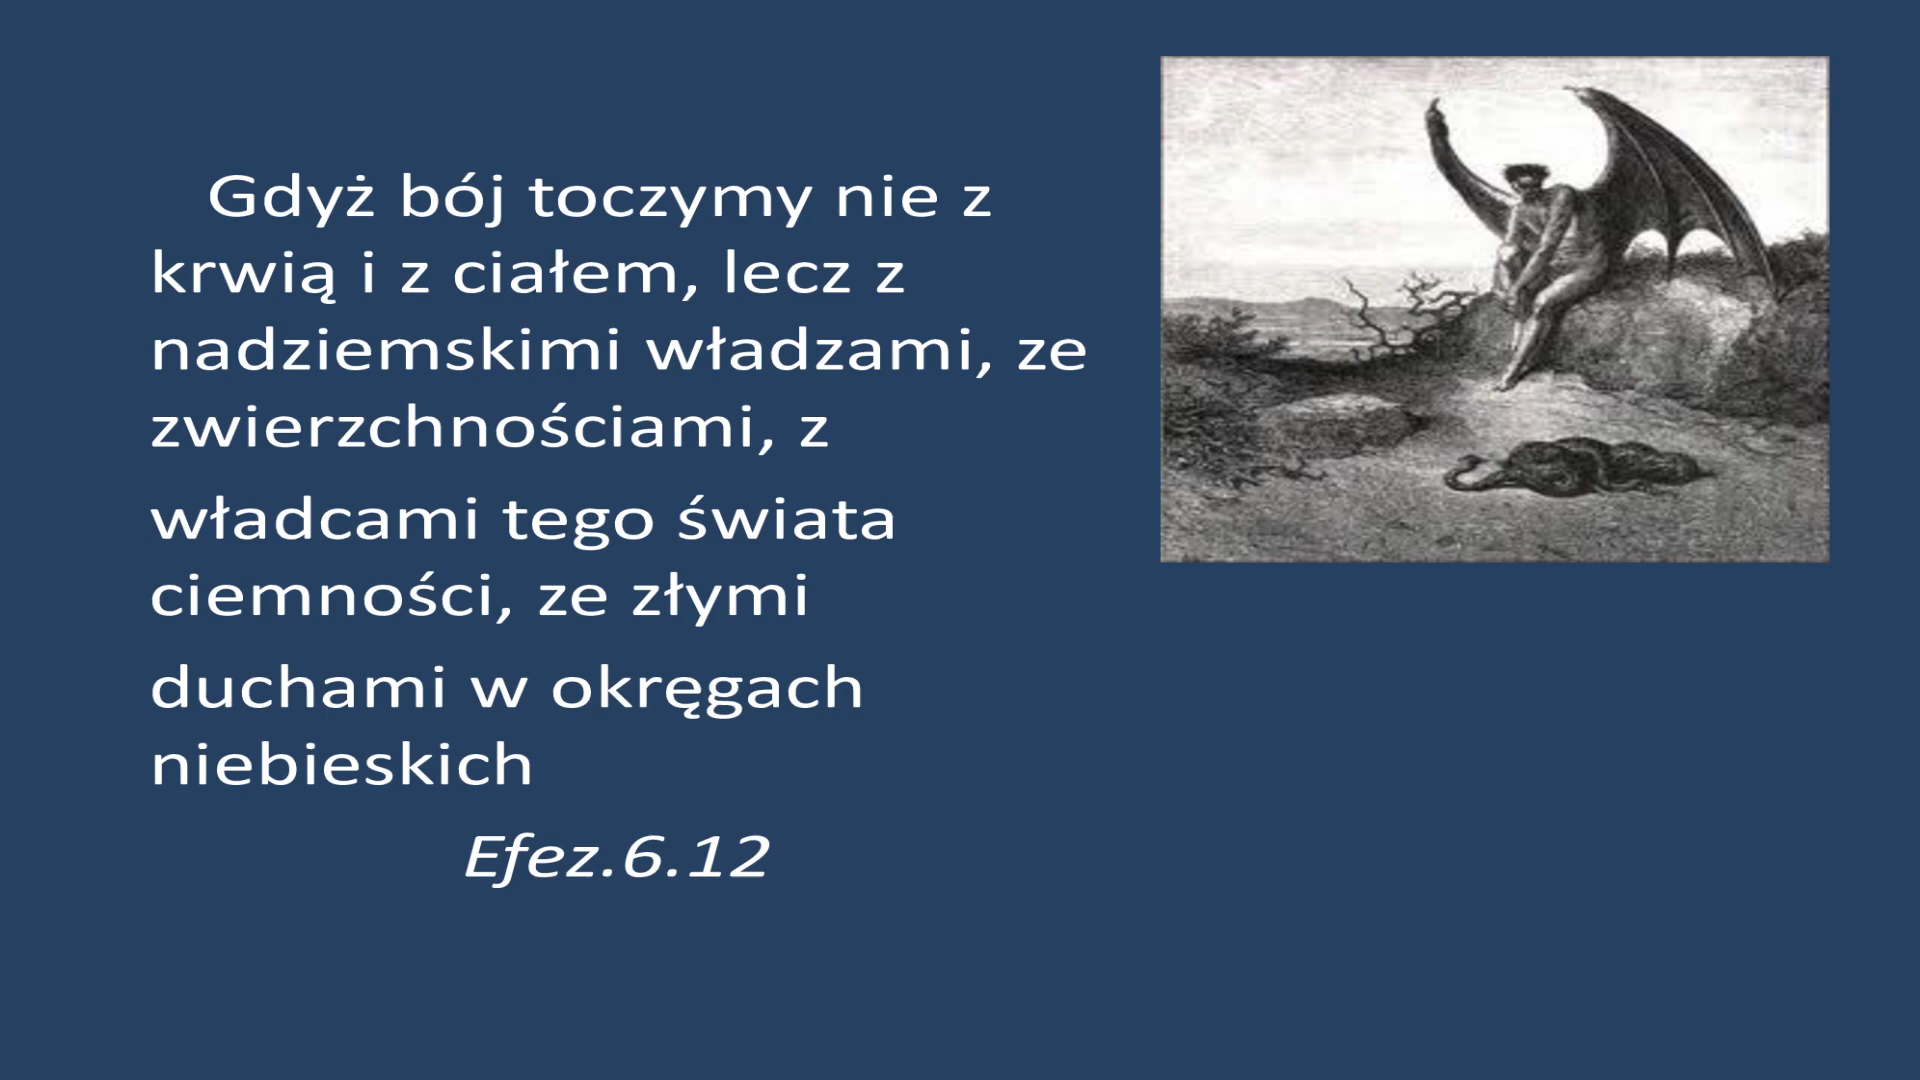 Gdyż bój toczymy nie z
krwią i z ciałem, lecz z
nadziemskimi władzami, ze
zwierzchnościami, z
władcami tego świata
ciemności, ze złymi
duchami w okręgach
niebieskich
Efez.6.12